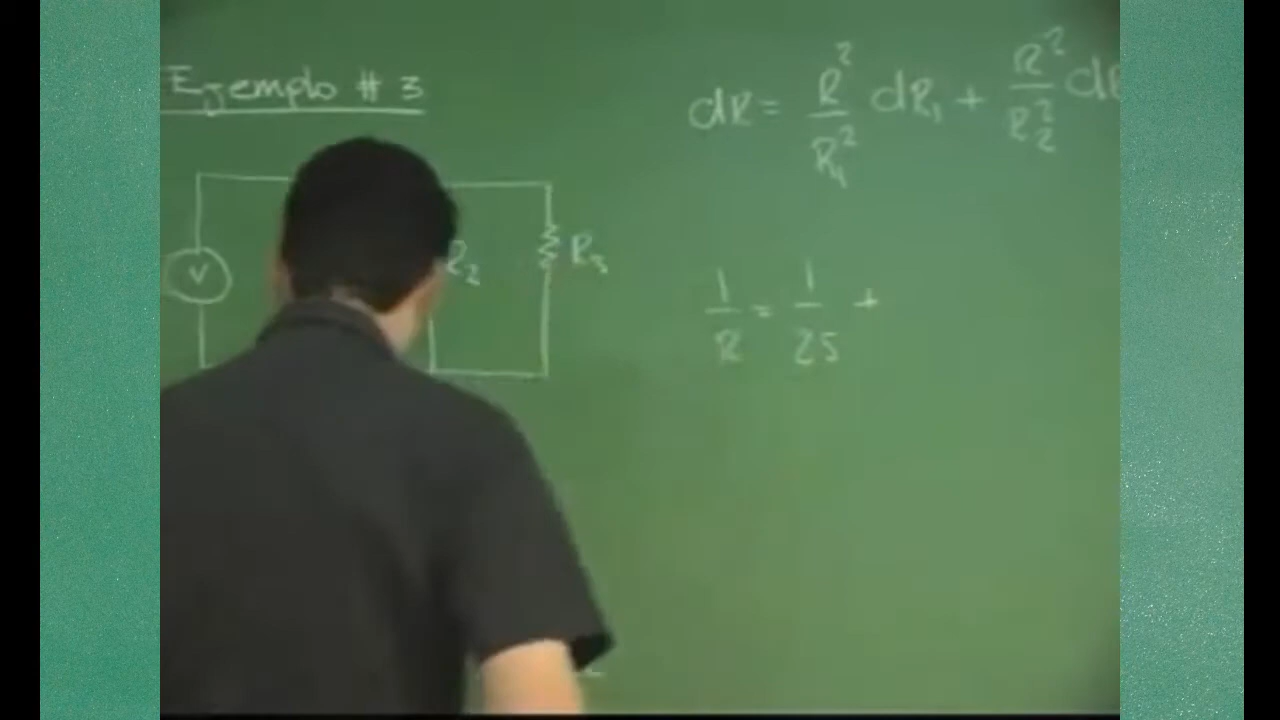 Ejemplo # 3
dR = R²/R₁² dR₁ + R²/R₂² dR
V
R₂
R₃
1/R = 1/25 +